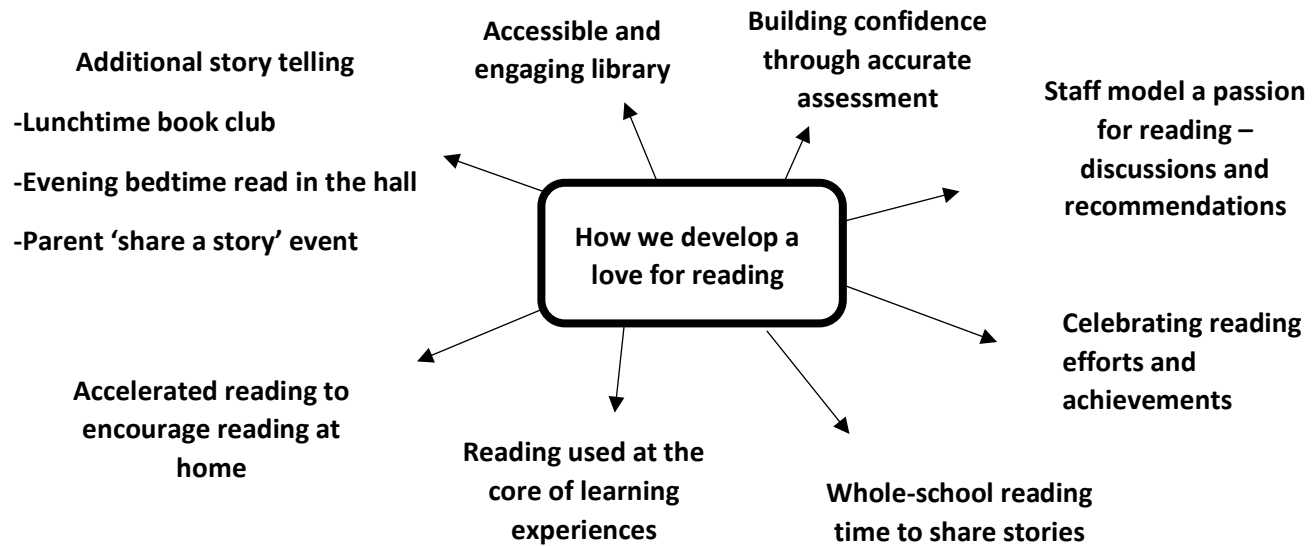 Additional story telling
-Lunchtime book club
-Evening bedtime read in the hall
-Parent ‘share a story’ event
Accessible and
engaging library
Building confidence
through accurate
assessment
Staff model a passion
for reading –
discussions and
recommendations
How we develop a
love for reading
Celebrating reading
efforts and
achievements
Accelerated reading to
encourage reading at
home
Reading used at the
core of learning
experiences
Whole-school reading
time to share stories